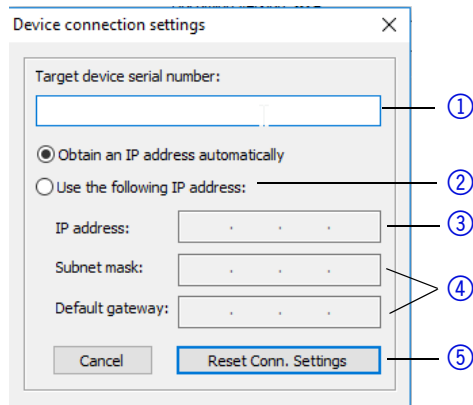 Device connection settings
Target device serial number:
①
Obtain an IP address automatically
Use the following IP address:
②
IP address: . . .
③
Subnet mask: . . .
④
Default gateway: . . .
Cancel Reset Conn. Settings
⑤